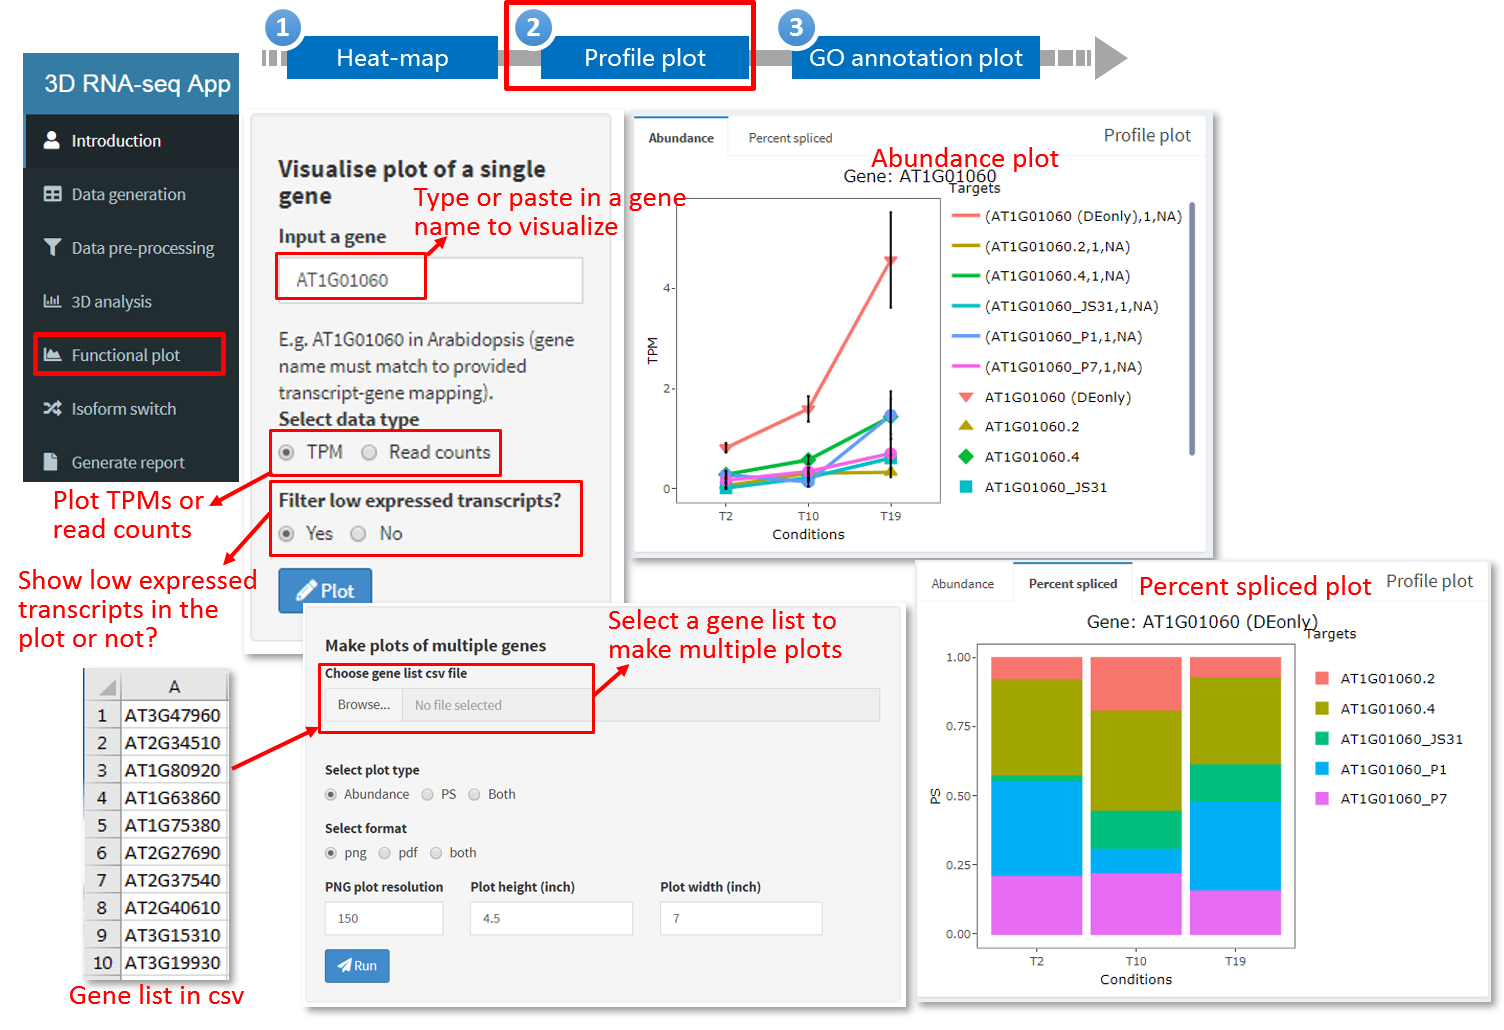 1
Heat-map
2
Profile plot
3
GO annotation plot
3D RNA-seq App
Introduction
Data generation
Data pre-processing
3D analysis
Functional plot
Isoform switch
Generate report
Visualise plot of a single
gene
Type or paste in a gene
name to visualize
Input a gene
AT1G01060
E.g. AT1G01060 in Arabidopsis (gene
name must match to provided
transcript-gene mapping).
Select data type
TPM Read counts
Plot TPMs or
read counts
Filter low expressed transcripts?
Yes No
Show low expressed
transcripts in the
plot or not?
Plot
Abundance Percent spliced Profile plot
Abundance plot
Gene: AT1G01060
Targets
(AT1G01060 (DEonly),1,NA)
(AT1G01060.2,1,NA)
(AT1G01060.4,1,NA)
(AT1G01060_JS31,1,NA)
(AT1G01060_P1,1,NA)
(AT1G01060_P7,1,NA)
AT1G01060 (DEonly)
AT1G01060.2
AT1G01060.4
AT1G01060_JS31
TPM
4
2
0
T2 T10 T19
Conditions
Make plots of multiple genes
Select a gene list to
make multiple plots
Choose gene list csv file
Browse... No file selected
Select plot type
Abundance PS Both
Select format
png pdf both
PNG plot resolution Plot height (inch) Plot width (inch)
150 4.5 7
Run
A
1 AT3G47960
2 AT2G34510
3 AT1G80920
4 AT1G63860
5 AT1G75380
6 AT2G27690
7 AT2G37540
8 AT2G40610
9 AT3G15310
10 AT3G19930
Gene list in csv
Abundance Percent spliced Percent spliced plot Profile plot
Gene: AT1G01060 (DEonly)
Targets
AT1G01060.2
AT1G01060.4
AT1G01060_JS31
AT1G01060_P1
AT1G01060_P7
PS
1.00
0.75
0.50
0.25
0.00
T2 T10 T19
Conditions